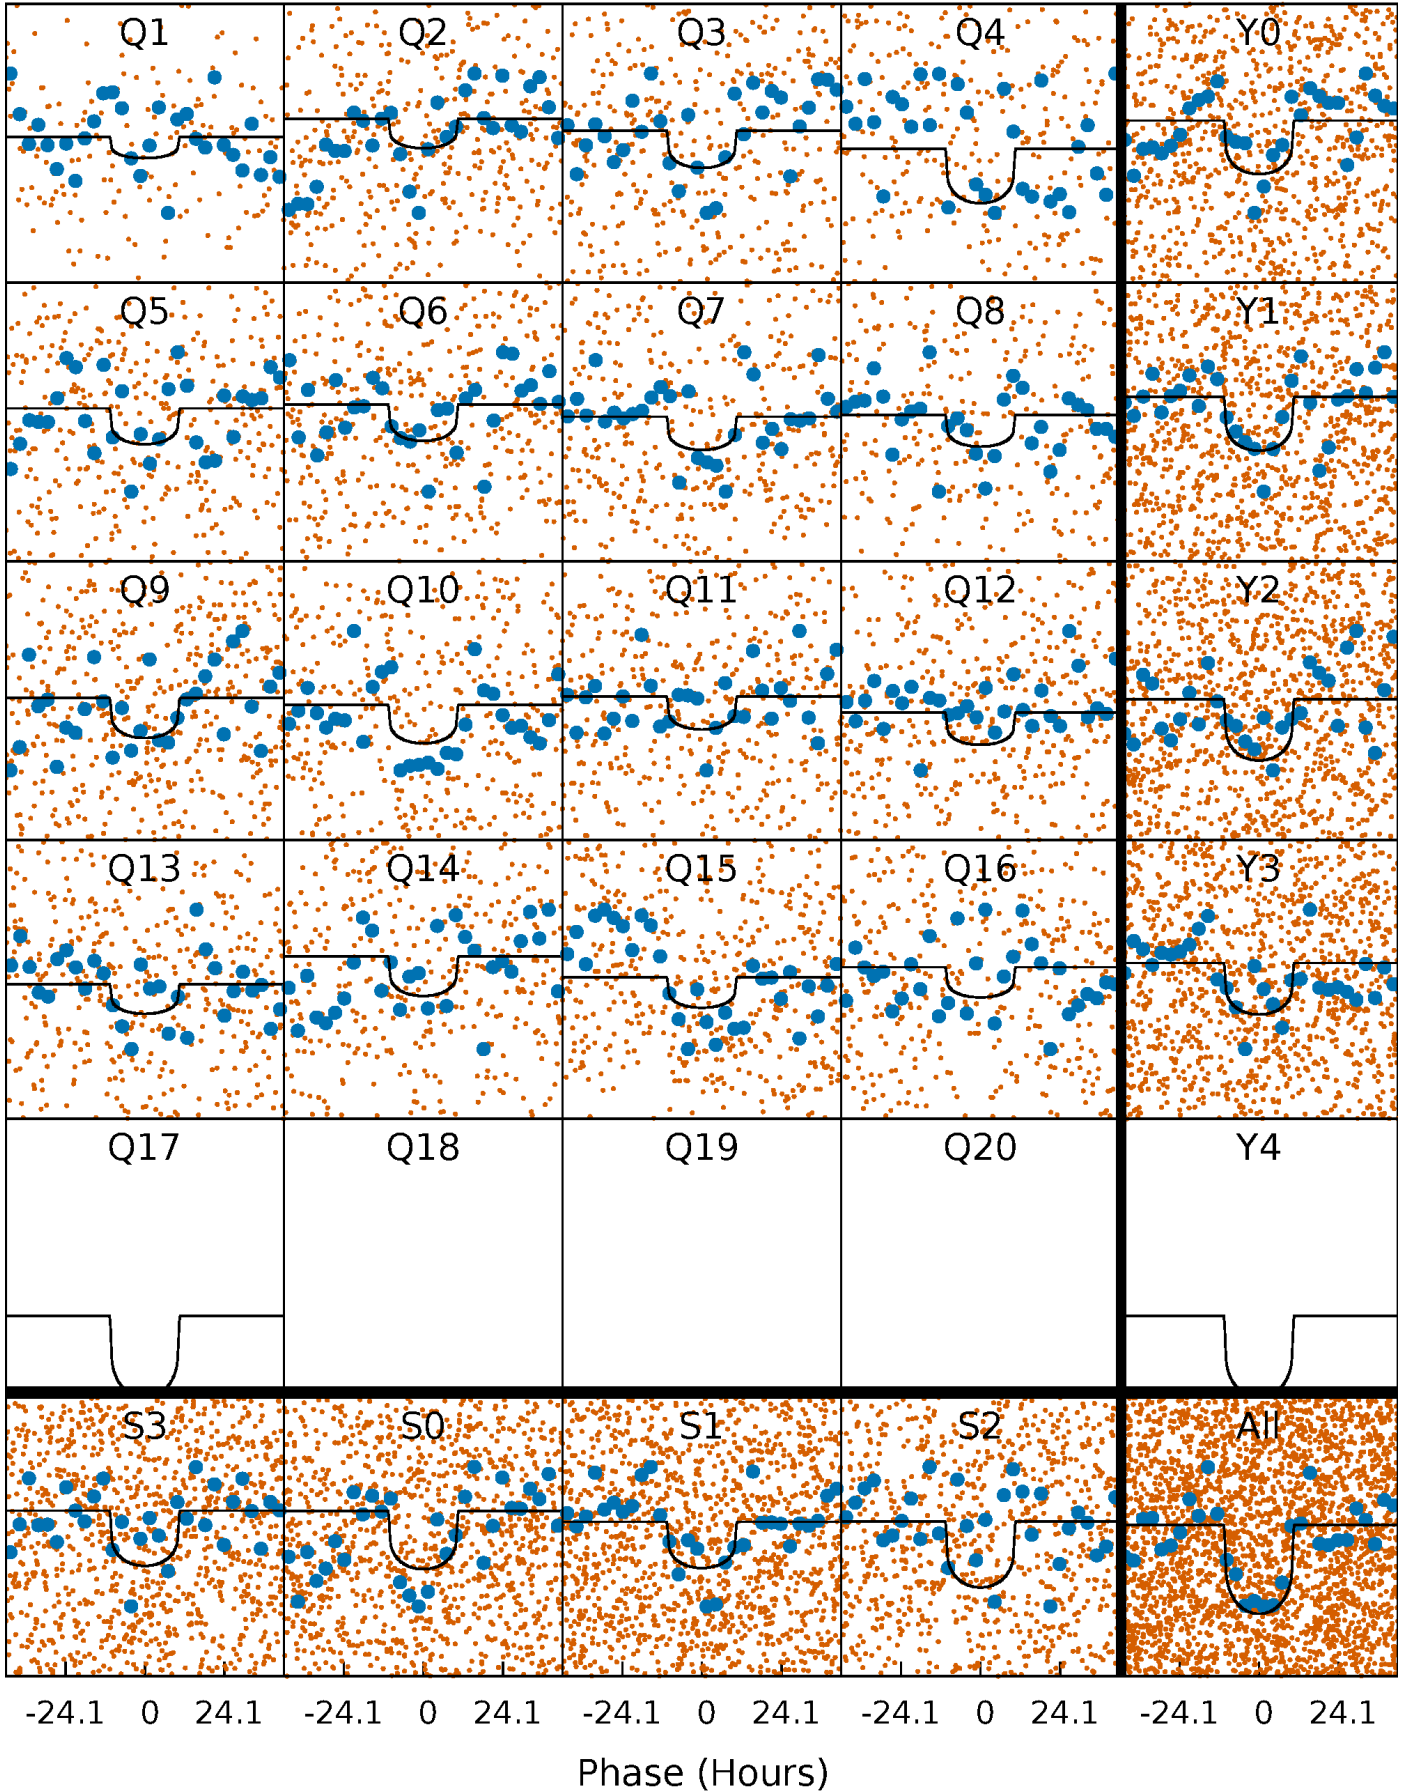 Q1 Q2 Q3 Q4 Y0
Q5 Q6 Q7 Q8 Y1
Q9 Q10 Q11 Q12 Y2
Q13 Q14 Q15 Q16 Y3
Q17 Q18 Q19 Q20 Y4
S3 S0 S1 S2 All
-24.1 0 24.1 -24.1 0 24.1 -24.1 0 24.1 -24.1 0 24.1 -24.1 0 24.1
Phase (Hours)